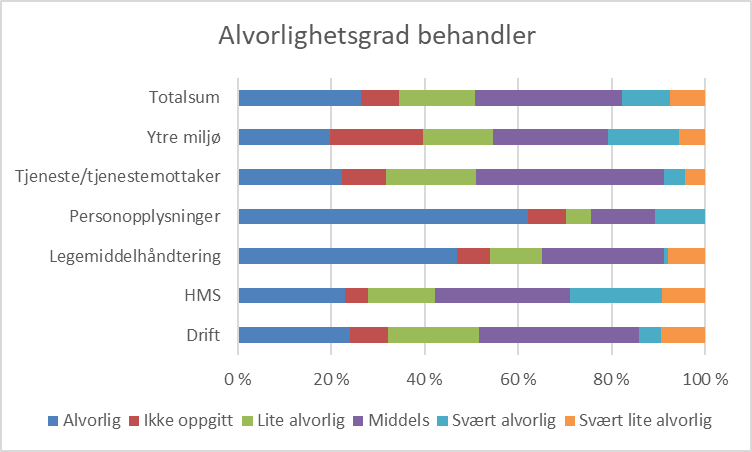 Alvorlighetsgrad behandler
Totalsum
Ytre miljø
Tjeneste/tjenestemottaker
Personopplysninger
Legemiddelhåndtering
HMS
Drift
0 % 20 % 40 % 60 % 80 % 100 %
Alvorlig Ikke oppgitt Lite alvorlig Middels Svært alvorlig Svært lite alvorlig